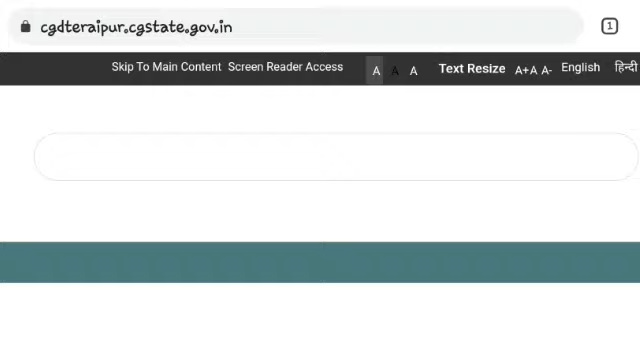 cgdteraipur.cgstate.gov.in 1
Skip To Main Content Screen Reader Access A A A Text Resize A+A A- English हिन्दी